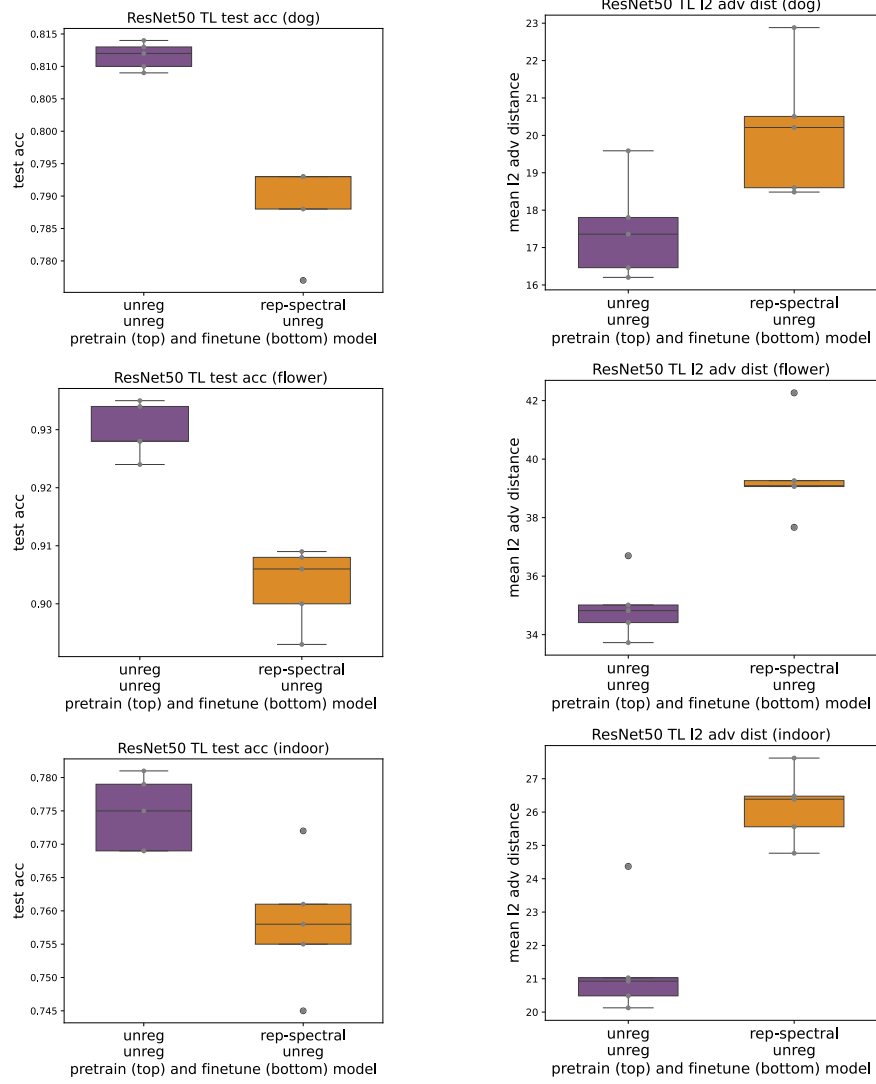 ResNet50 TL test acc (dog)
0.815
0.810
0.805
0.800
0.795
0.790
0.785
0.780
test acc
unreg
unreg
rep-spectral
unreg
pretrain (top) and finetune (bottom) model
ResNet50 TL l2 adv dist (dog)
23
22
21
20
19
18
17
16
mean l2 adv distance
unreg
unreg
rep-spectral
unreg
pretrain (top) and finetune (bottom) model
ResNet50 TL test acc (flower)
0.93
0.92
0.91
0.90
test acc
unreg
unreg
rep-spectral
unreg
pretrain (top) and finetune (bottom) model
ResNet50 TL l2 adv dist (flower)
42
40
39
37
36
34
mean l2 adv distance
unreg
unreg
rep-spectral
unreg
pretrain (top) and finetune (bottom) model
ResNet50 TL test acc (indoor)
0.780
0.775
0.770
0.765
0.760
0.755
0.750
0.745
test acc
unreg
unreg
rep-spectral
unreg
pretrain (top) and finetune (bottom) model
ResNet50 TL l2 adv dist (indoor)
27
26
25
24
23
22
21
20
mean l2 adv distance
unreg
unreg
rep-spectral
unreg
pretrain (top) and finetune (bottom) model